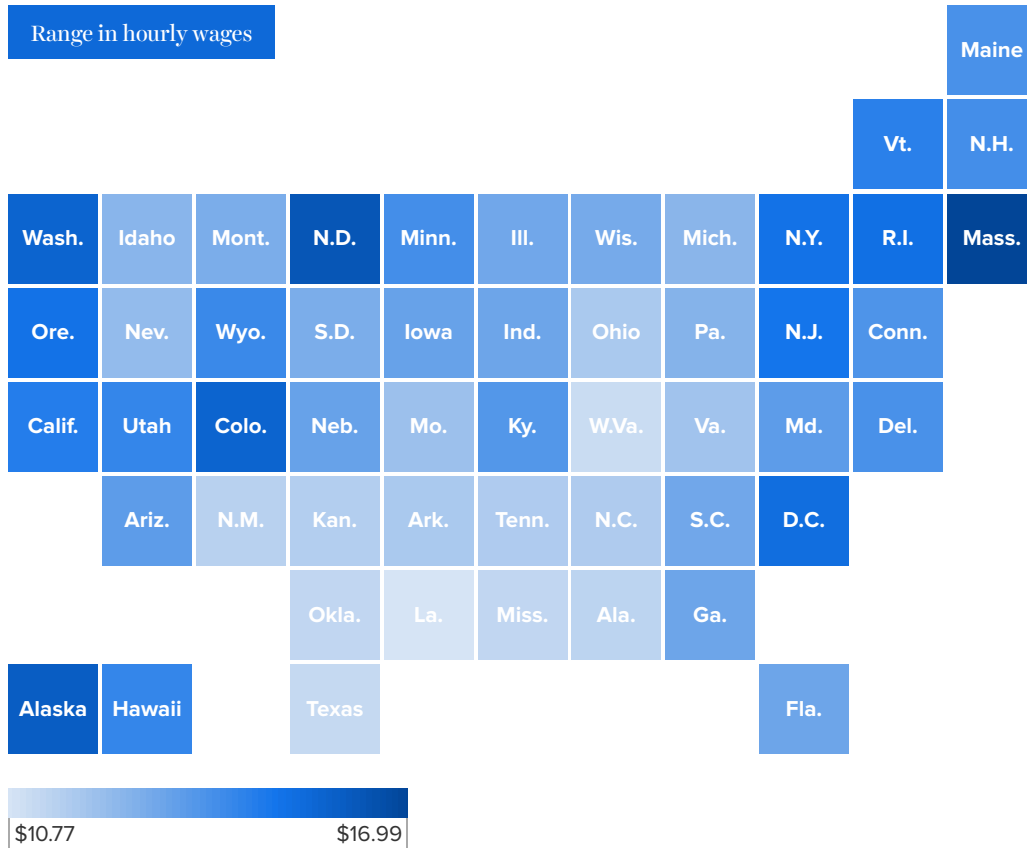 Range in hourly wages
Maine
Vt. N.H.
Wash. Idaho Mont. N.D. Minn. Ill. Wis. Mich. N.Y. R.I. Mass.
Ore. Nev. Wyo. S.D. Iowa Ind. Ohio Pa. N.J. Conn.
Calif. Utah Colo. Neb. Mo. Ky. W.Va. Va. Md. Del.
Ariz. N.M. Kan. Ark. Tenn. N.C. S.C. D.C.
Okla. La. Miss. Ala. Ga.
Alaska Hawaii Texas Fla.
$10.77 $16.99